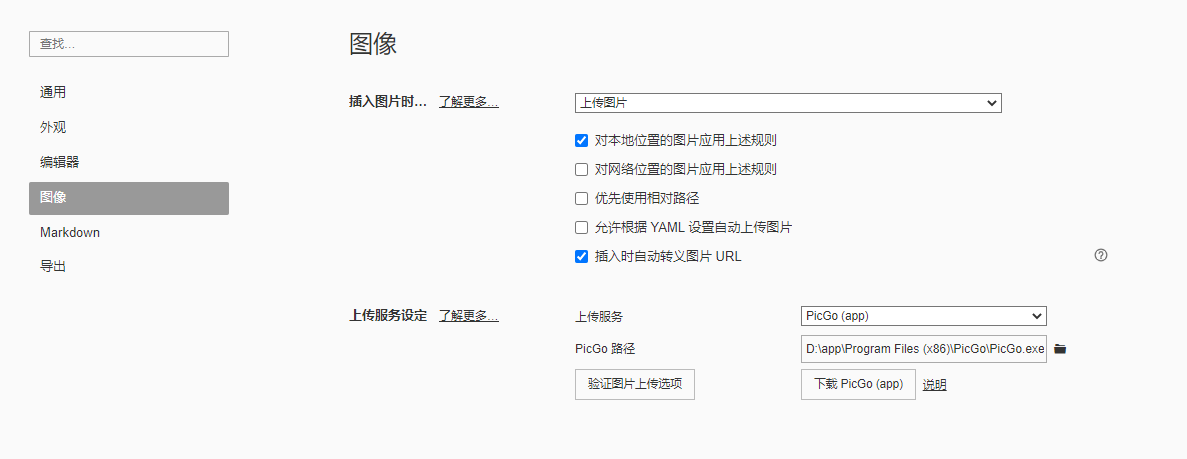 查找...
通用
外观
编辑器
图像
Markdown
导出
图像
插入图片时... 了解更多... 上传图片
对本地位置的图片应用上述规则
对网络位置的图片应用上述规则
优先使用相对路径
允许根据 YAML 设置自动上传图片
插入时自动转义图片 URL
上传服务设定 了解更多... 上传服务 PicGo (app)
PicGo 路径 D:\app\Program Files (x86)\PicGo\PicGo.exe
验证图片上传选项 下载 PicGo (app) 说明